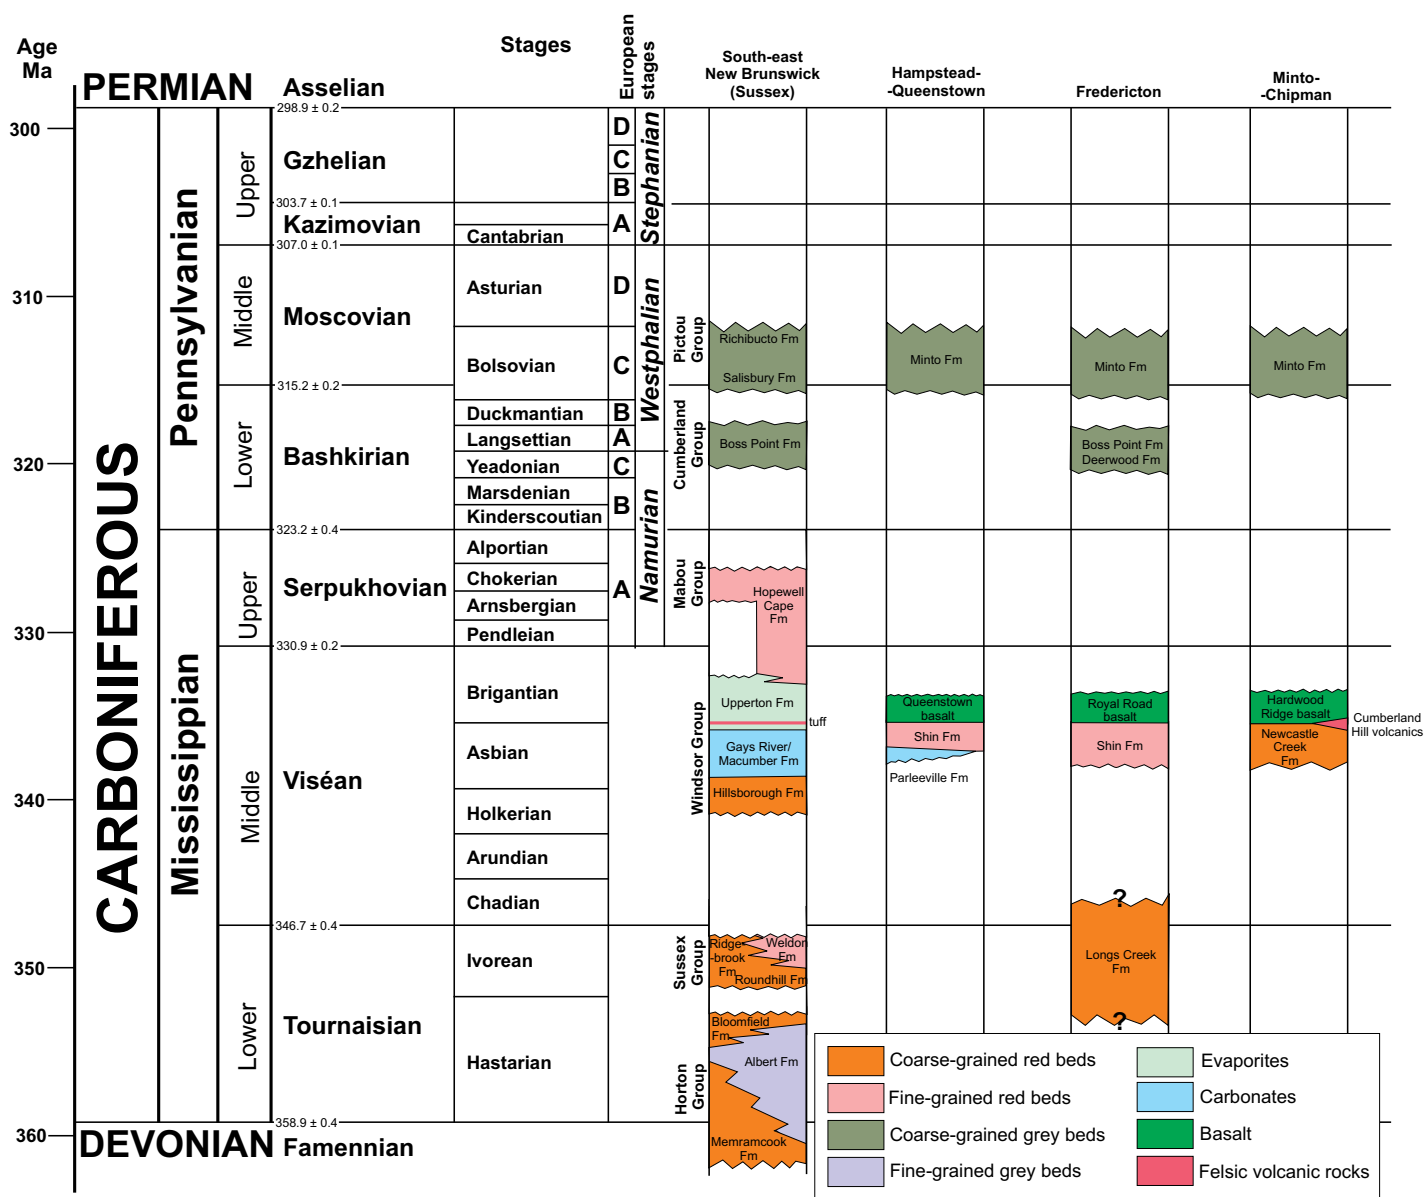 Age
Ma
Stages
European
stages
South-east
New Brunswick
(Sussex)
Hampstead-
-Queenstown
Fredericton
Minto-
-Chipman
PERMIAN
Asselian
298.9 ± 0.2
300
310
320
330
340
350
360
CARBONIFEROUS
Pennsylvanian
Mississippian
Upper
Middle
Lower
Upper
Middle
Lower
Gzhelian
303.7 ± 0.1
Kazimovian
307.0 ± 0.1
Moscovian
315.2 ± 0.2
Bashkirian
323.2 ± 0.4
Serpukhovian
330.9 ± 0.2
Viséan
346.7 ± 0.4
Tournaisian
358.9 ± 0.4
DEVONIAN
Famennian
Cantabrian
Asturian
Bolsovian
Duckmantian
Langsettian
Yeadonian
Marsdenian
Kinderscoutian
Alportian
Chokerian
Arnsbergian
Pendleian
Brigantian
Asbian
Holkerian
Arundian
Chadian
Ivorean
Hastarian
D
C
B
A
D
C
B
A
C
B
A
Stephanian
Westphalian
Namurian
Pictou
Group
Cumberland
Group
Mabou
Group
Windsor Group
Sussex
Group
Horton
Group
Richibucto Fm
Salisbury Fm
Boss Point Fm
Hopewell
Cape
Fm
Upperton Fm
tuff
Gays River/
Macumber Fm
Hillsborough Fm
Ridge-
-brook
Fm
Weldon
Fm
Roundhill Fm
Bloomfield
Fm
Albert Fm
Memramcook
Fm
Minto Fm
Queenstown
basalt
Shin Fm
Parleeville Fm
Minto Fm
Boss Point Fm
Deerwood Fm
Royal Road
basalt
Shin Fm
?
Longs Creek
Fm
?
Minto Fm
Hardwood
Ridge basalt
Newcastle
Creek
Fm
Cumberland
Hill volcanics
Coarse-grained red beds
Fine-grained red beds
Coarse-grained grey beds
Fine-grained grey beds
Evaporites
Carbonates
Basalt
Felsic volcanic rocks